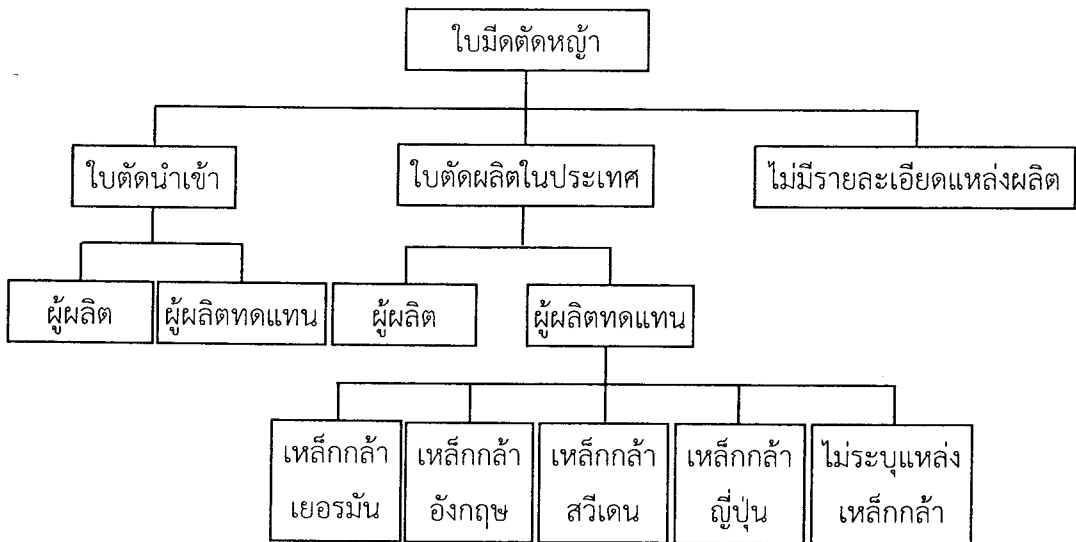 ใบมีดตัดหญ้า
ใบตัดนำเข้า
ใบตัดผลิตในประเทศ
ไม่มีรายละเอียดแหล่งผลิต
ผู้ผลิต
ผู้ผลิตทดแทน
ผู้ผลิต
ผู้ผลิตทดแทน
เหล็กกล้า
เยอรมัน
เหล็กกล้า
อังกฤษ
เหล็กกล้า
สวีเดน
เหล็กกล้า
ญี่ปุ่น
ไม่ระบุแหล่ง
เหล็กกล้า